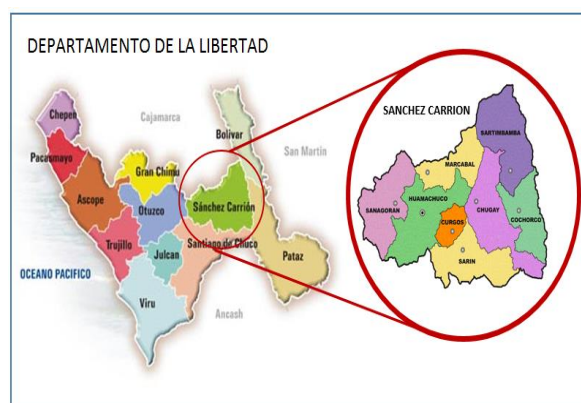 DEPARTAMENTO DE LA LIBERTAD
Chepen
Cajamarca
Pacasmayo
Gran Chimu
Bolivar
San Martin
Ascope
Otuzco
Sánchez Carrión
Trujillo
Julcan
Santiago de Chuco
Pataz
OCEANO PACIFICO
Viru
Ancash
SANCHEZ CARRION
SARTIMBAMBA
MARCABAL
SANAGORAN
HUAMACHUCO
CHUGAY
COCHORCO
CURGOS
SARIN